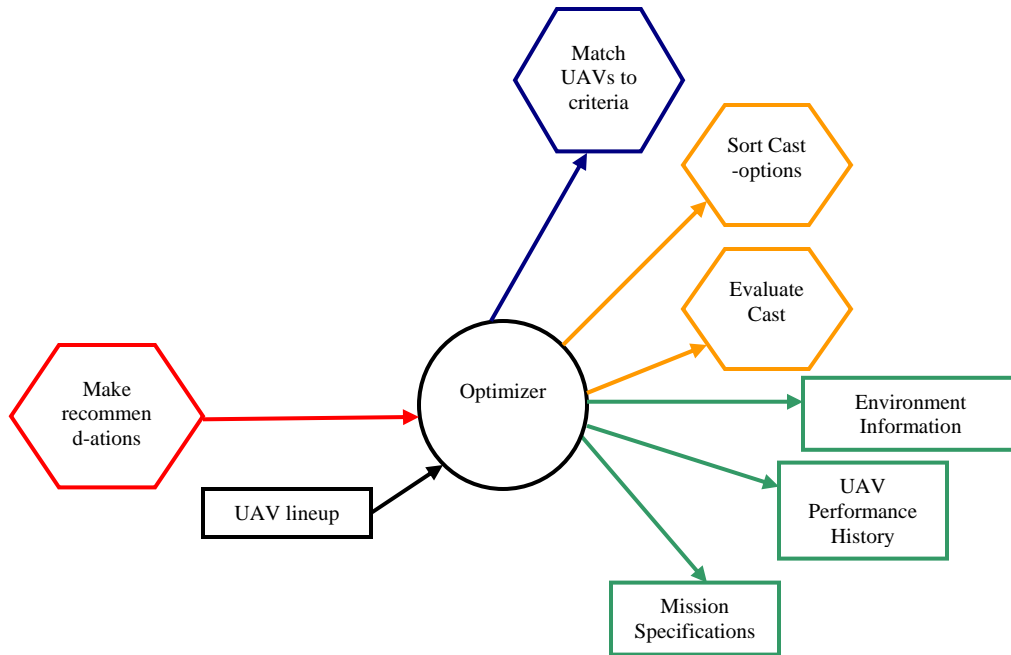 Match
UAVs to
criteria
Sort Cast
-options
Evaluate
Cast
Optimizer
Make
recommen
d-ations
Environment
Information
UAV lineup
UAV
Performance
History
Mission
Specifications